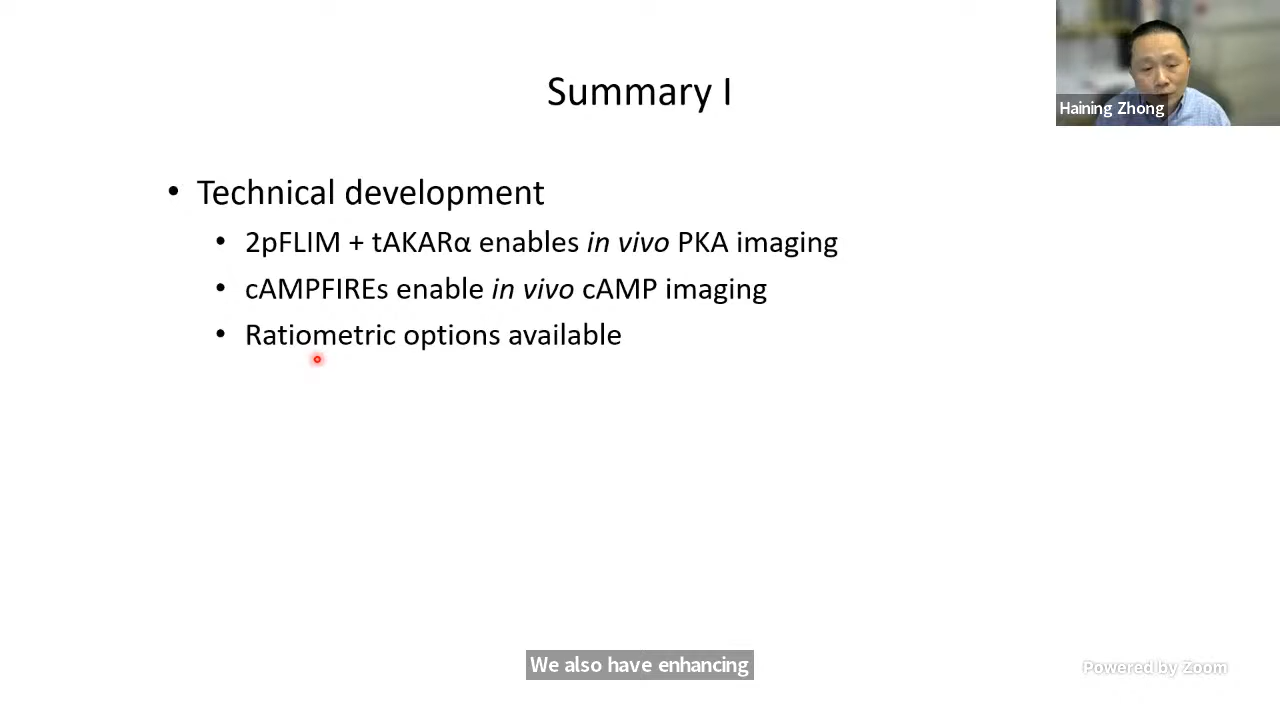 Summary I
Haining Zhong
• Technical development
• 2pFLIM + tAKARα enables in vivo PKA imaging
• cAMPFIREs enable in vivo cAMP imaging
• Ratiometric options available
We also have enhancing
Powered by Zoom